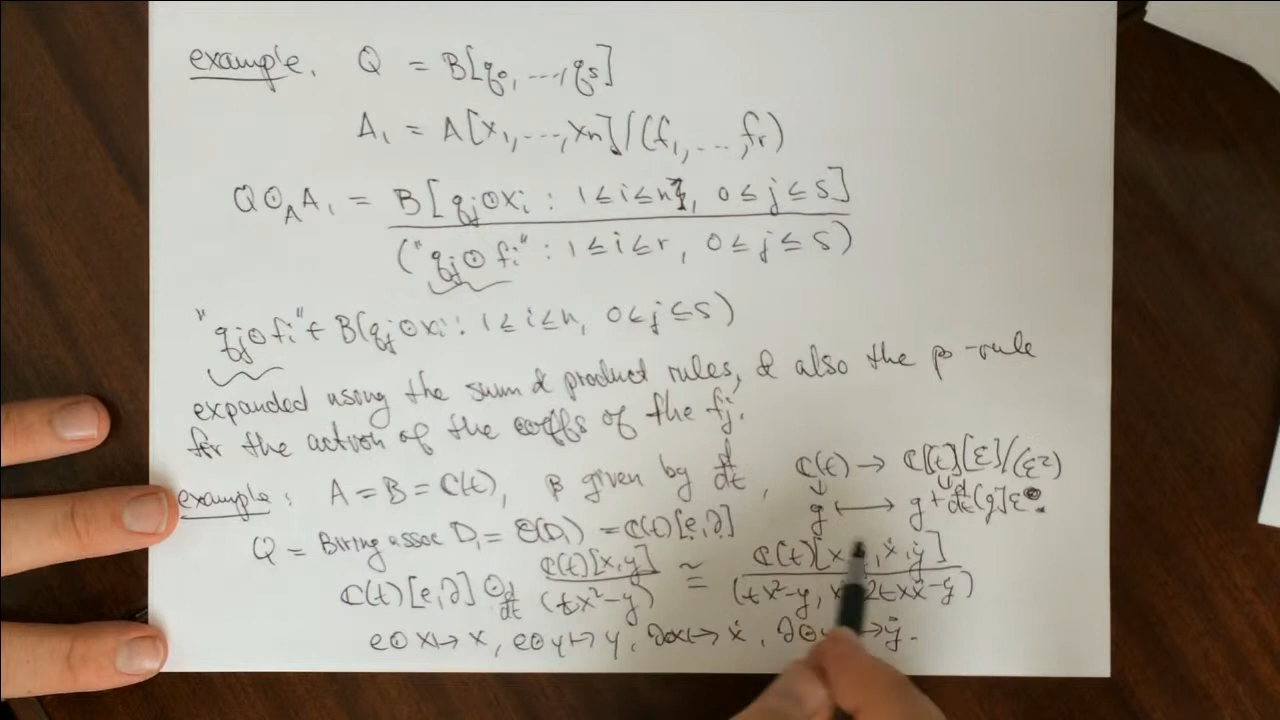 example. Q = B[q₀, ..., qₛ]
A₁ = A[x₁, ..., xₙ]/(f₁, ..., fᵣ)
Q⊙_A A₁ = B[qⱼ⊙xᵢ : 1≤i≤n, 0≤j≤s]
("qⱼ⊙fᵢ" : 1≤i≤r, 0≤j≤s)
"qⱼ⊙fᵢ" ∈ B[qⱼ⊙xᵢ : 1≤i≤n, 0≤j≤s]
expanded using the sum & product rules, & also the β-rule
for the action of the coeffs of the fⱼ.
example: A = B = ℂ(t), β given by d/dt, ℂ(t) → ℂ(t)[ε]/(ε²)
g ↦ g + d/dt(g)ε.
Q = Biring assoc D₁ = O(D₁) = ℂ(t)[e,∂]
ℂ(t)[e,∂] ⊙_{d/dt} ℂ(t)[x,y]/(tx²-y) ≅ ℂ(t)[x, ẋ, ẏ]/(tx²-y, 2txẋ-ẏ)
e⊙x ↦ x, e⊙y ↦ y, ∂⊙x ↦ ẋ, ∂⊙y ↦ ẏ.